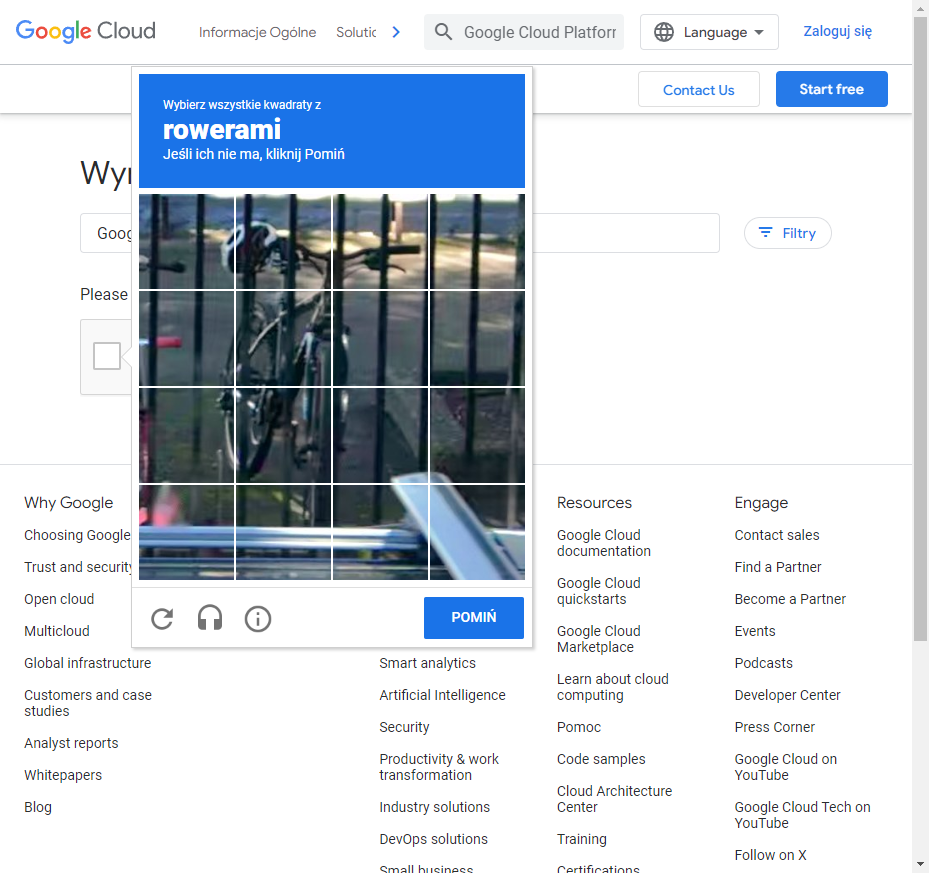 Google Cloud
Informacje Ogólne
Google Cloud Platform
Language
Zaloguj się
Contact Us
Start free
Wybierz wszystkie kwadraty z
rowerami
Jeśli ich nie ma, kliknij Pomiń
Filtry
Please
POMIŃ
Why Google
Choosing Google
Trust and security
Open cloud
Multicloud
Global infrastructure
Customers and case
studies
Analyst reports
Whitepapers
Blog
Smart analytics
Artificial Intelligence
Security
Productivity & work
transformation
Industry solutions
DevOps solutions
Small business
Resources
Google Cloud
documentation
Google Cloud
quickstarts
Google Cloud
Marketplace
Learn about cloud
computing
Pomoc
Code samples
Cloud Architecture
Center
Training
Certifications
Engage
Contact sales
Find a Partner
Become a Partner
Events
Podcasts
Developer Center
Press Corner
Google Cloud on
YouTube
Google Cloud Tech on
YouTube
Follow on X